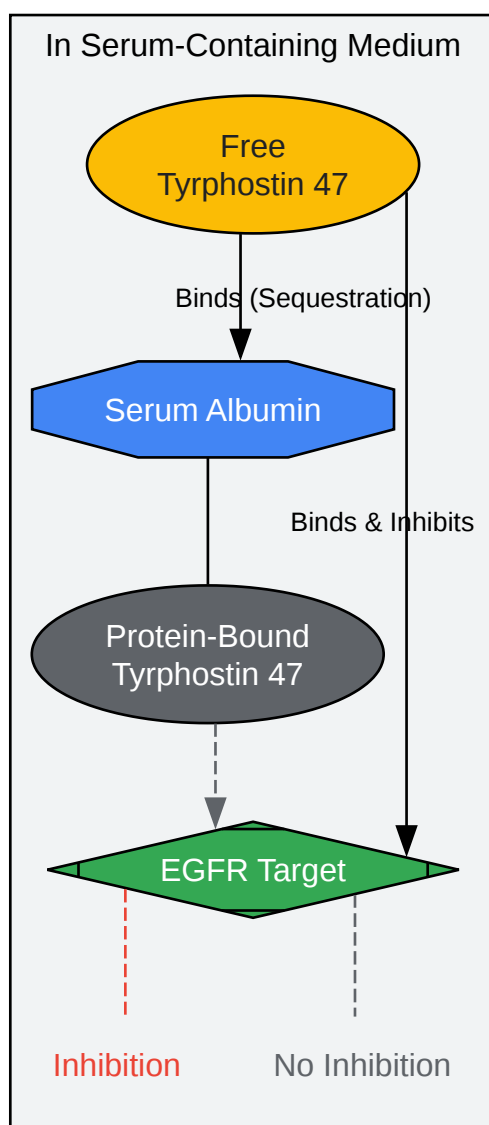 In Serum-Containing Medium
Free
Tyrphostin 47
Binds (Sequestration)
Serum Albumin
Binds & Inhibits
Protein-Bound
Tyrphostin 47
EGFR Target
Inhibition
No Inhibition